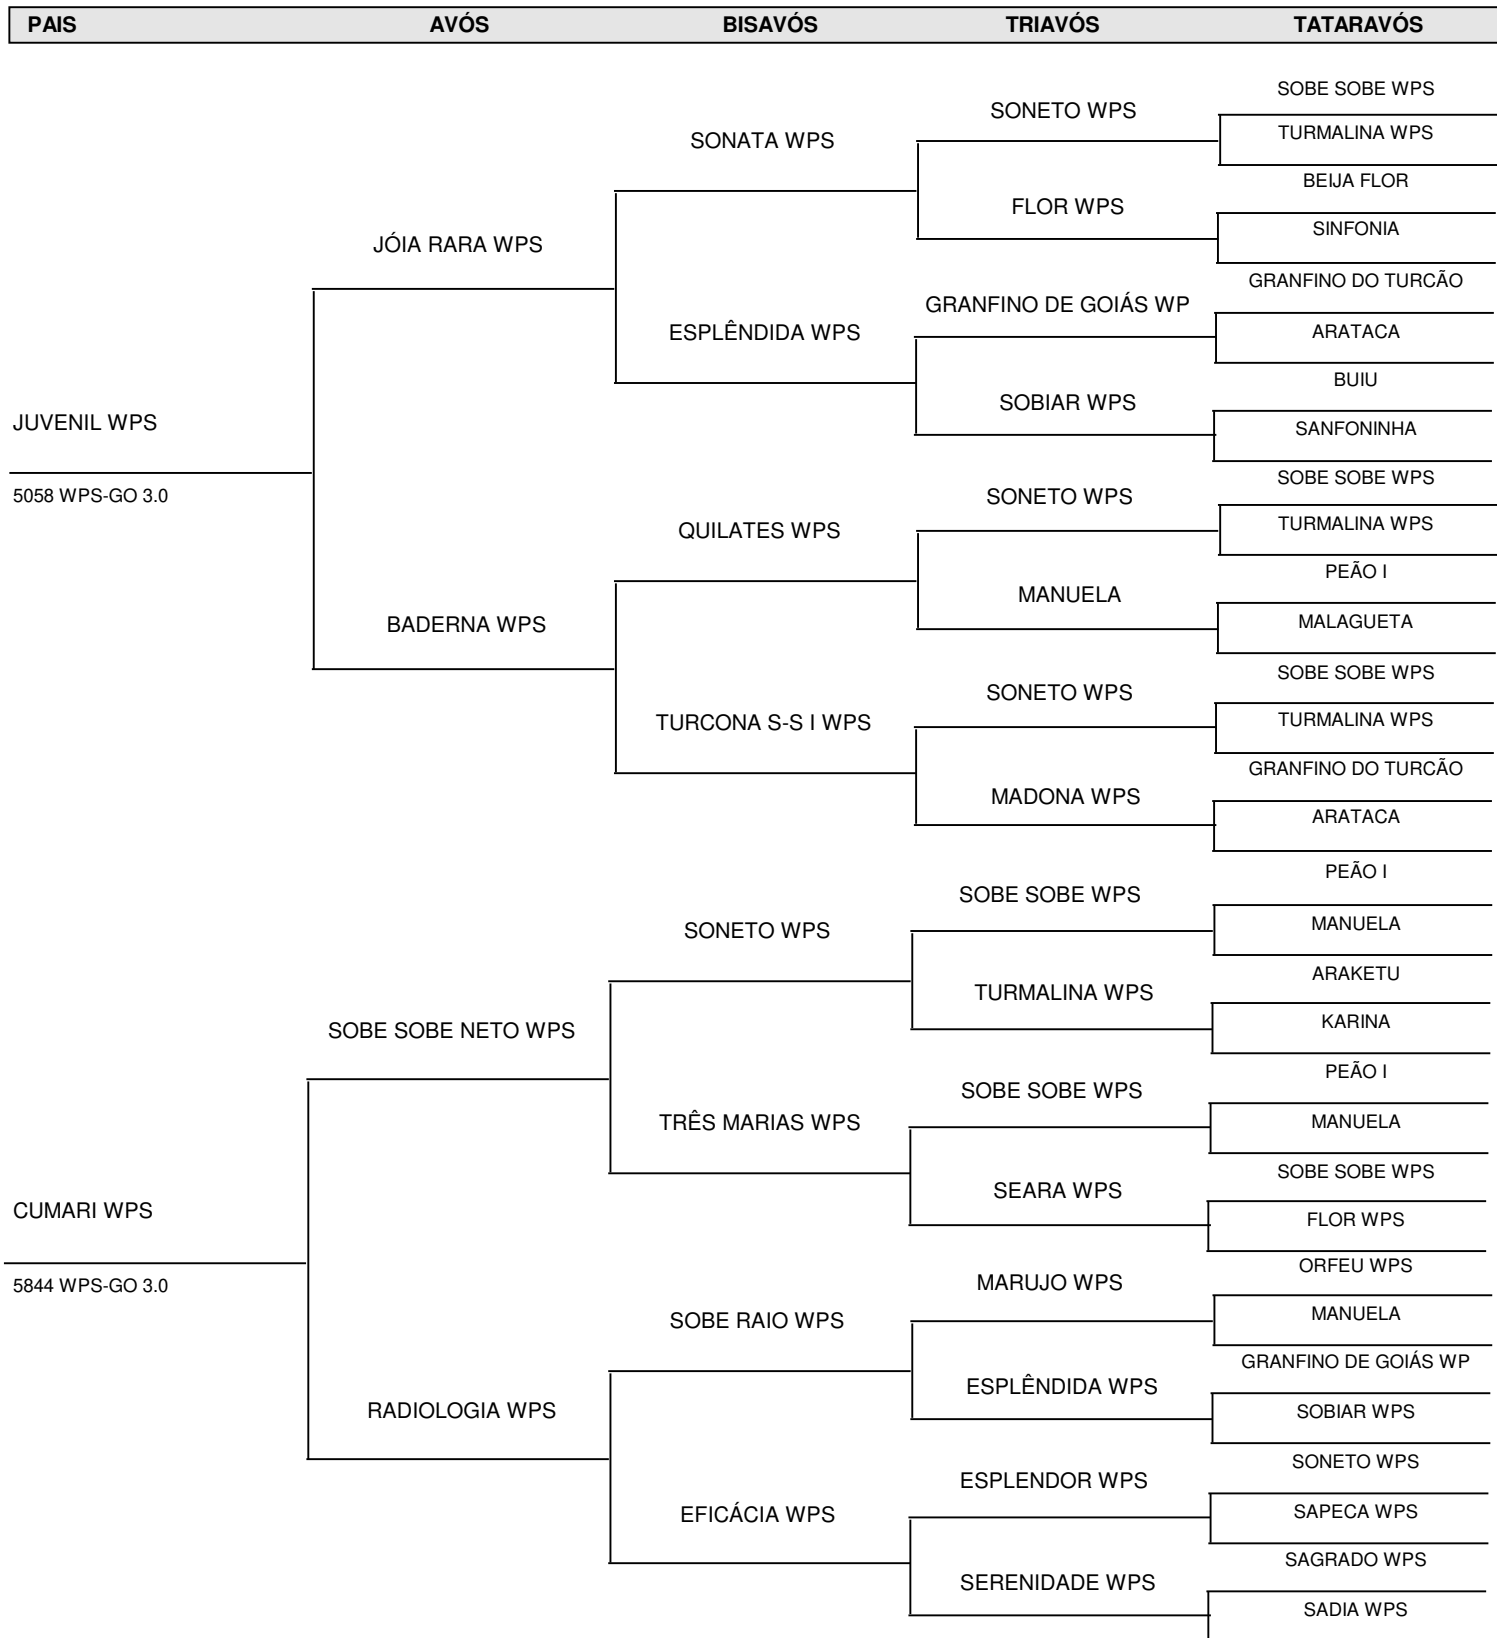 PAIS AVÓS BISAVÓS TRIAVÓS TATARAVÓS
SOBE SOBE WPS
SONETO WPS
TURMALINA WPS
SONATA WPS
BEIJA FLOR
FLOR WPS
SINFONIA
JÓIA RARA WPS
GRANFINO DO TURCÃO
GRANFINO DE GOIÁS WP
ARATACA
ESPLÊNDIDA WPS
BUIU
SOBIAR WPS
SANFONINHA
JUVENIL WPS
5058 WPS-GO 3.0
SOBE SOBE WPS
SONETO WPS
TURMALINA WPS
QUILATES WPS
PEÃO I
MANUELA
MALAGUETA
BADERNA WPS
SOBE SOBE WPS
SONETO WPS
TURMALINA WPS
TURCONA S-S I WPS
GRANFINO DO TURCÃO
MADONA WPS
ARATACA
PEÃO I
SOBE SOBE WPS
MANUELA
SONETO WPS
ARAKETU
TURMALINA WPS
KARINA
SOBE SOBE NETO WPS
PEÃO I
SOBE SOBE WPS
MANUELA
TRÊS MARIAS WPS
SOBE SOBE WPS
SEARA WPS
FLOR WPS
CUMARI WPS
5844 WPS-GO 3.0
ORFEU WPS
MARUJO WPS
MANUELA
SOBE RAIO WPS
GRANFINO DE GOIÁS WP
ESPLÊNDIDA WPS
SOBIAR WPS
RADIOLOGIA WPS
SONETO WPS
ESPLENDOR WPS
SAPECA WPS
EFICÁCIA WPS
SAGRADO WPS
SERENIDADE WPS
SADIA WPS